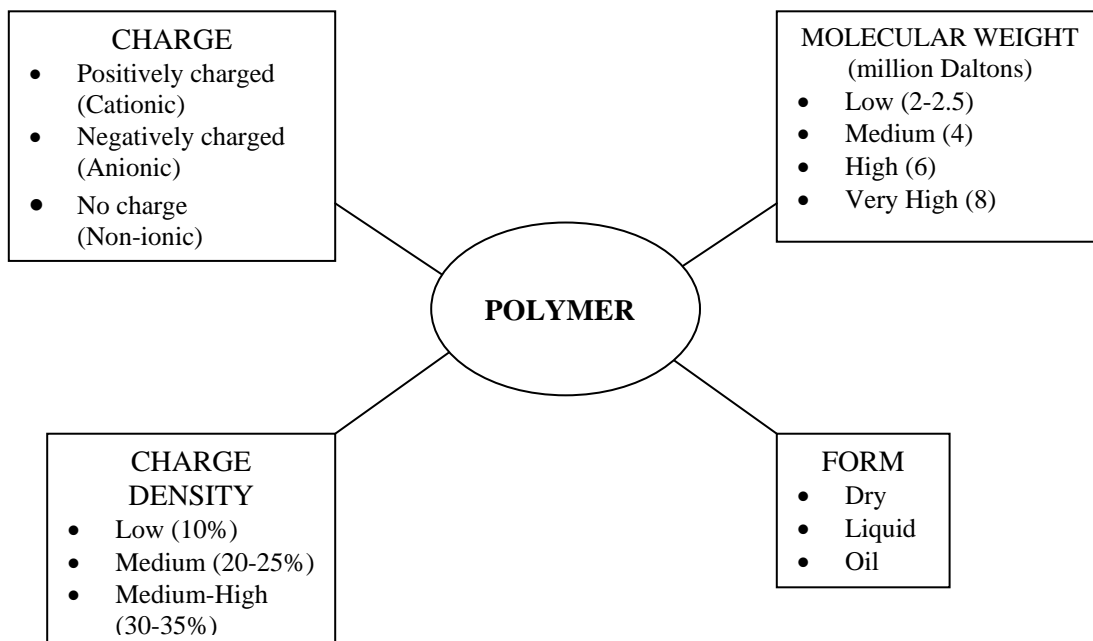 CHARGE
• Positively charged
(Cationic)
• Negatively charged
(Anionic)
• No charge
(Non-ionic)
MOLECULAR WEIGHT
(million Daltons)
• Low (2-2.5)
• Medium (4)
• High (6)
• Very High (8)
POLYMER
CHARGE
DENSITY
• Low (10%)
• Medium (20-25%)
• Medium-High
(30-35%)
FORM
• Dry
• Liquid
• Oil